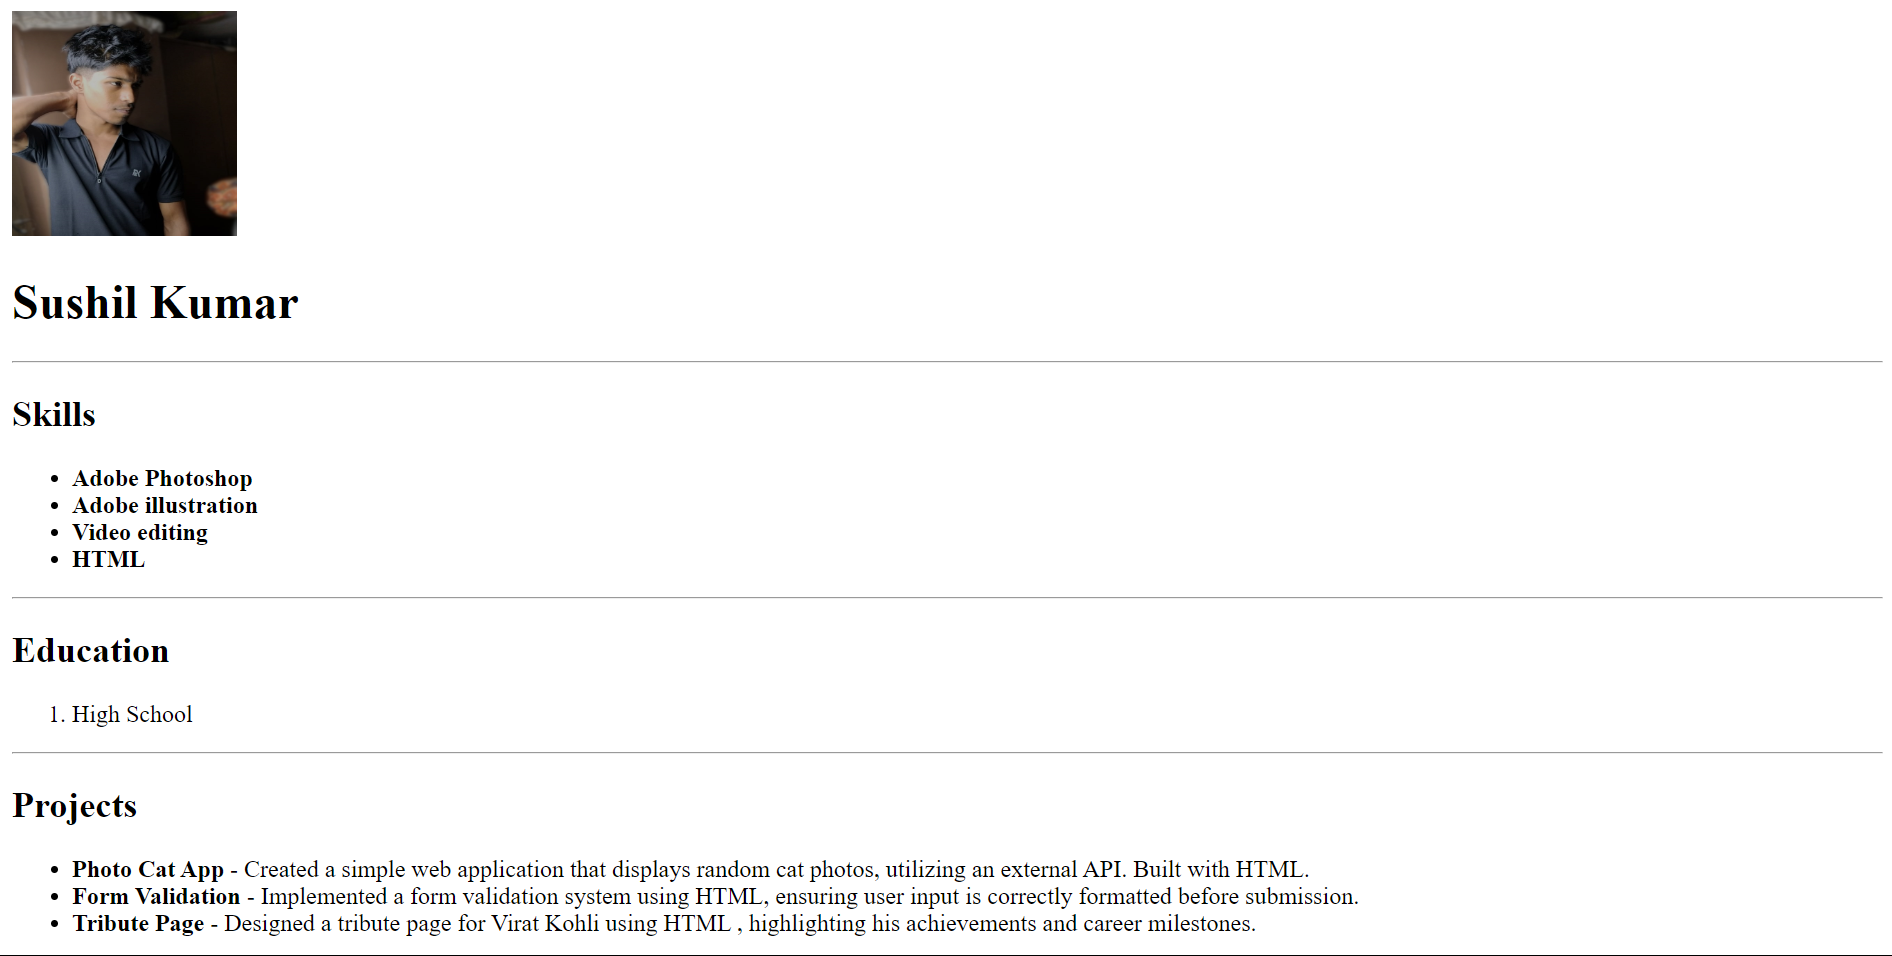 Sushil Kumar
Skills
• Adobe Photoshop
• Adobe illustration
• Video editing
• HTML
Education
1. High School
Projects
• Photo Cat App - Created a simple web application that displays random cat photos, utilizing an external API. Built with HTML.
• Form Validation - Implemented a form validation system using HTML, ensuring user input is correctly formatted before submission.
• Tribute Page - Designed a tribute page for Virat Kohli using HTML , highlighting his achievements and career milestones.